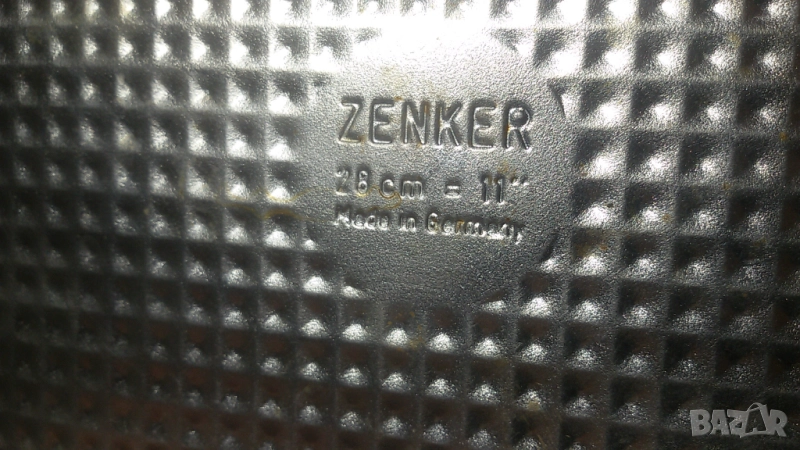 ZENKER
28 cm = 11"
Made in Germany
BAZAR